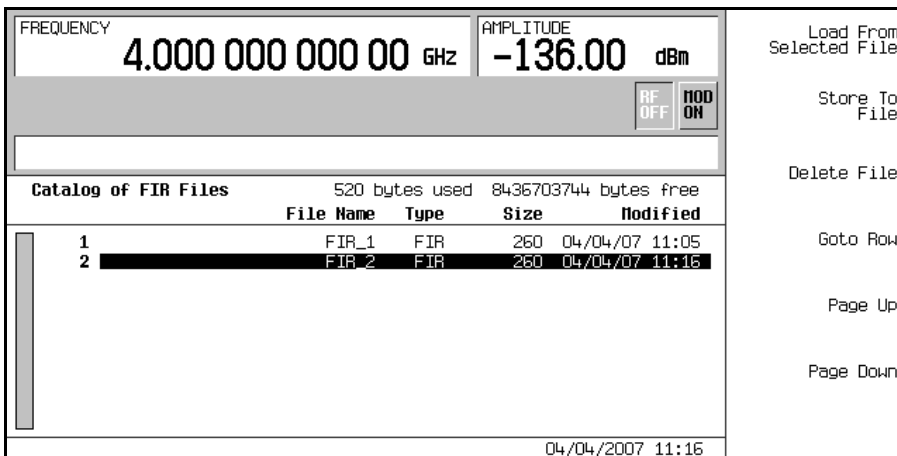 FREQUENCY
4.000 000 000 00 GHz
AMPLITUDE
-136.00 dBm
RF OFF
MOD ON
Catalog of FIR Files 520 bytes used 8436703744 bytes free
File Name Type Size Modified
1 FIR_1 FIR 260 04/04/07 11:05
2 FIR_2 FIR 260 04/04/07 11:16
04/04/2007 11:16
Load From
Selected File
Store To
File
Delete File
Goto Row
Page Up
Page Down